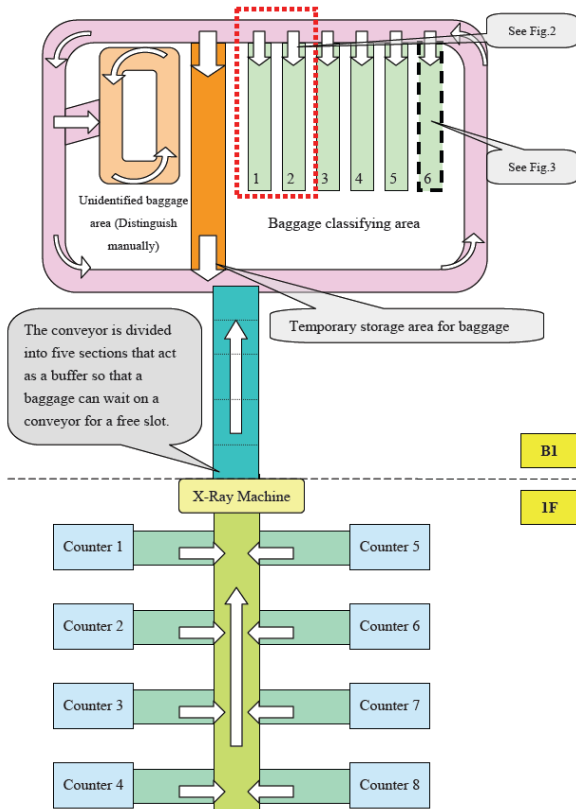 See Fig.2
See Fig.3
1
2
3
4
5
6
Unidentified baggage
area (Distinguish
manually)
Baggage classifying area
Temporary storage area for baggage
The conveyor is divided
into five sections that act
as a buffer so that a
baggage can wait on a
conveyor for a free slot.
B1
X-Ray Machine
1F
Counter 1
Counter 5
Counter 2
Counter 6
Counter 3
Counter 7
Counter 4
Counter 8